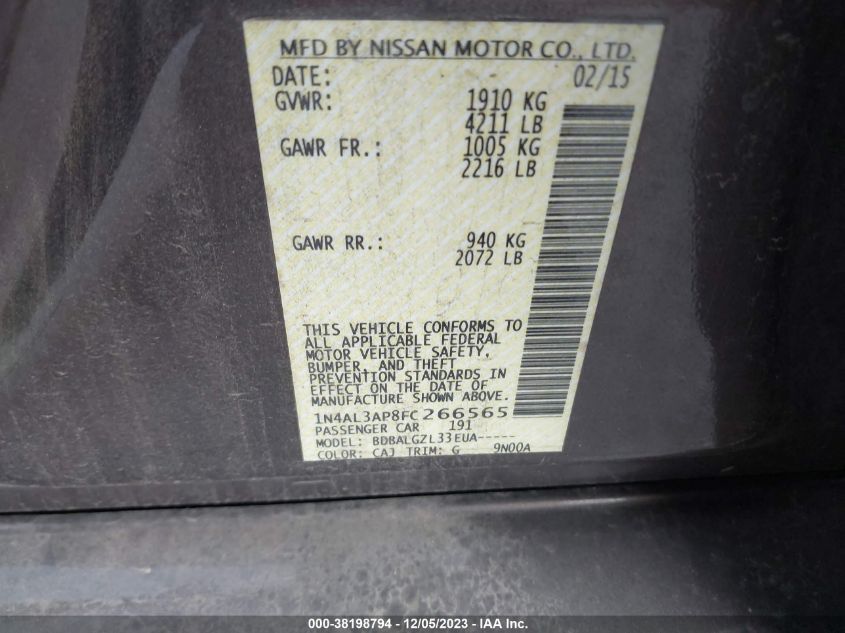 MFD BY NISSAN MOTOR CO., LTD.
DATE: 02/15
GVWR: 1910 KG
4211 LB
GAWR FR.: 1005 KG
2216 LB
GAWR RR.: 940 KG
2072 LB
THIS VEHICLE CONFORMS TO
ALL APPLICABLE FEDERAL
MOTOR VEHICLE SAFETY,
BUMPER, AND THEFT
PREVENTION STANDARDS IN
EFFECT ON THE DATE OF
MANUFACTURE SHOWN ABOVE.
1N4AL3AP8FC266565
PASSENGER CAR 191
MODEL: BDBALGZL33EUA-----
COLOR: CAJ TRIM: G 9N00A
000-38198794 - 12/05/2023 - IAA Inc.